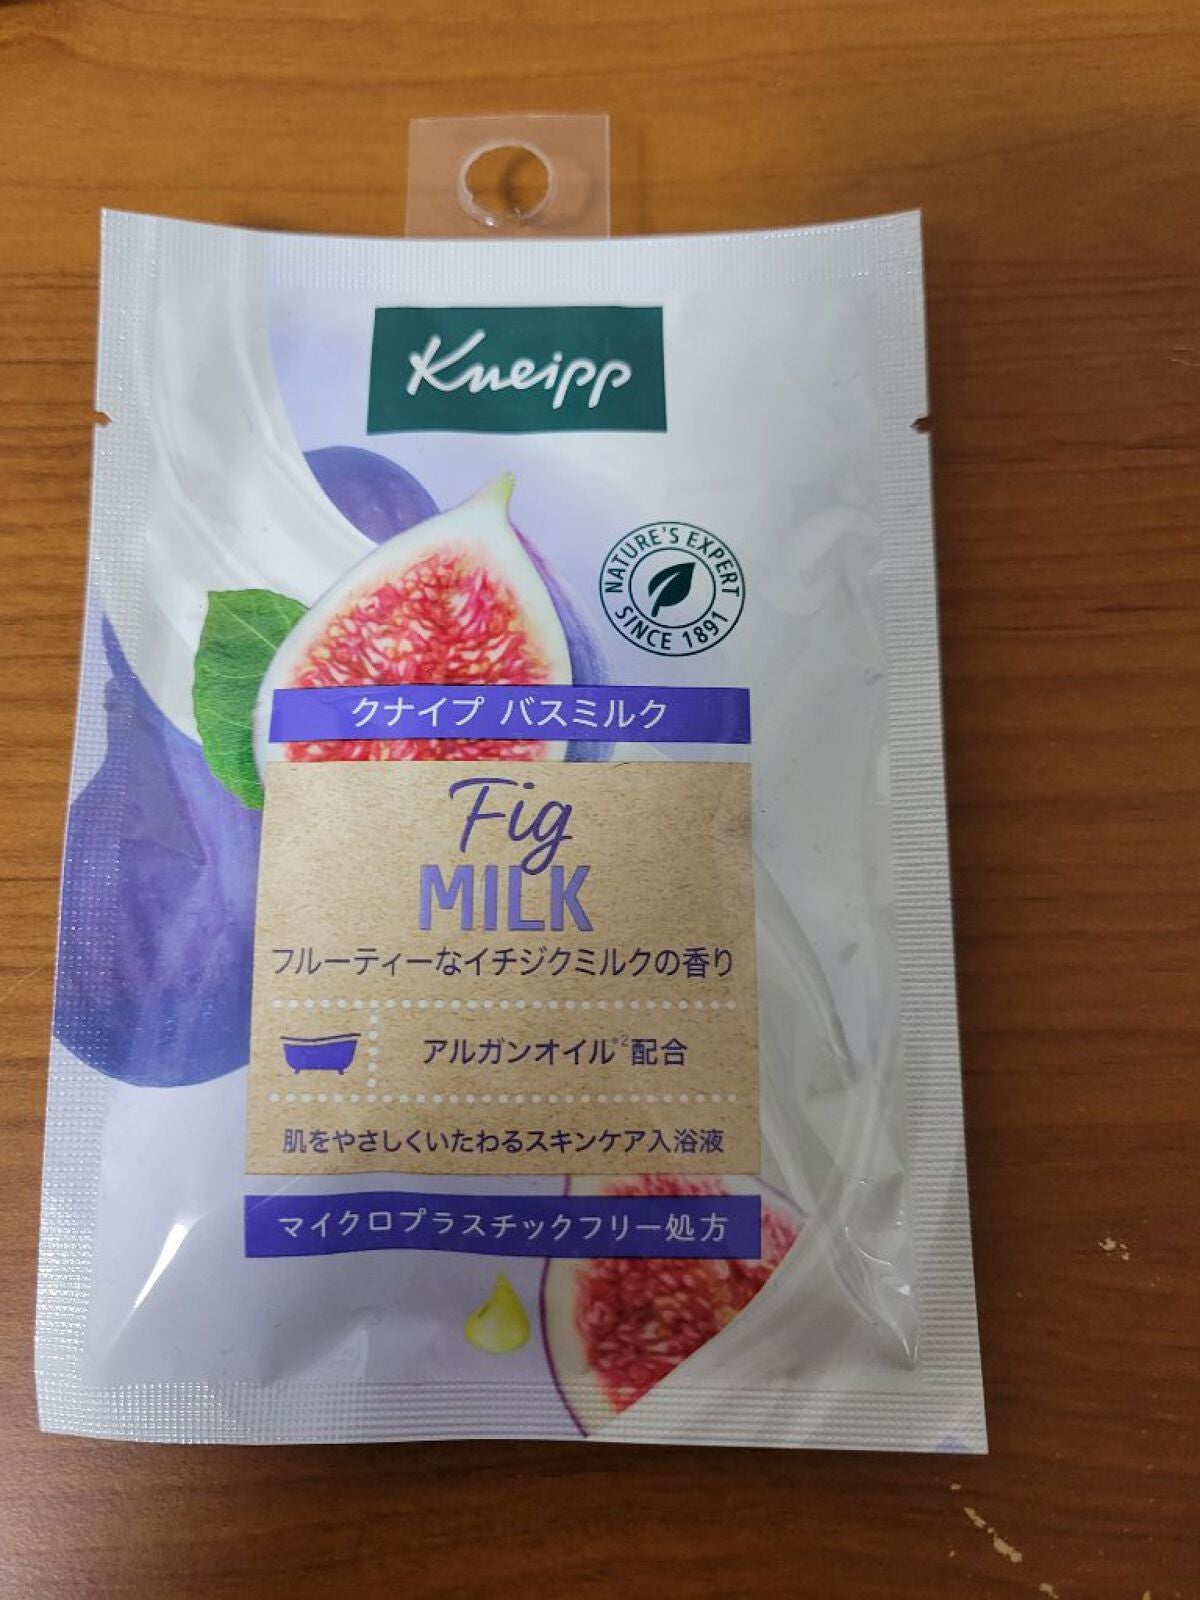 Kneipp
NATURE'S EXPERT
SINCE 1891
クナイプ バスミルク
Fig
MILK
フルーティーなイチジクミルクの香り
アルガンオイル*2配合
肌をやさしくいたわるスキンケア入浴液
マイクロプラスチックフリー処方